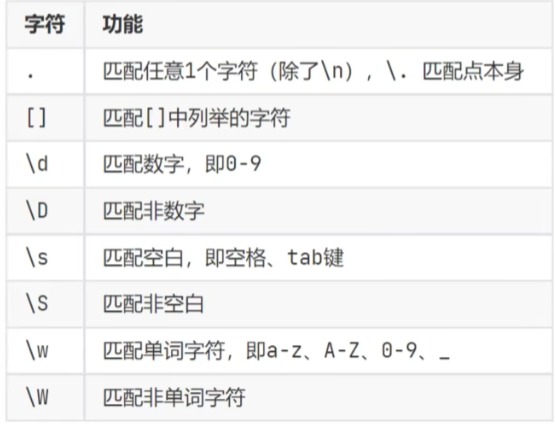 字符 功能
. 匹配任意1个字符（除了\n），\. 匹配点本身
[] 匹配[]中列举的字符
\d 匹配数字，即0-9
\D 匹配非数字
\s 匹配空白，即空格、tab键
\S 匹配非空白
\w 匹配单词字符，即a-z、A-Z、0-9、_
\W 匹配非单词字符